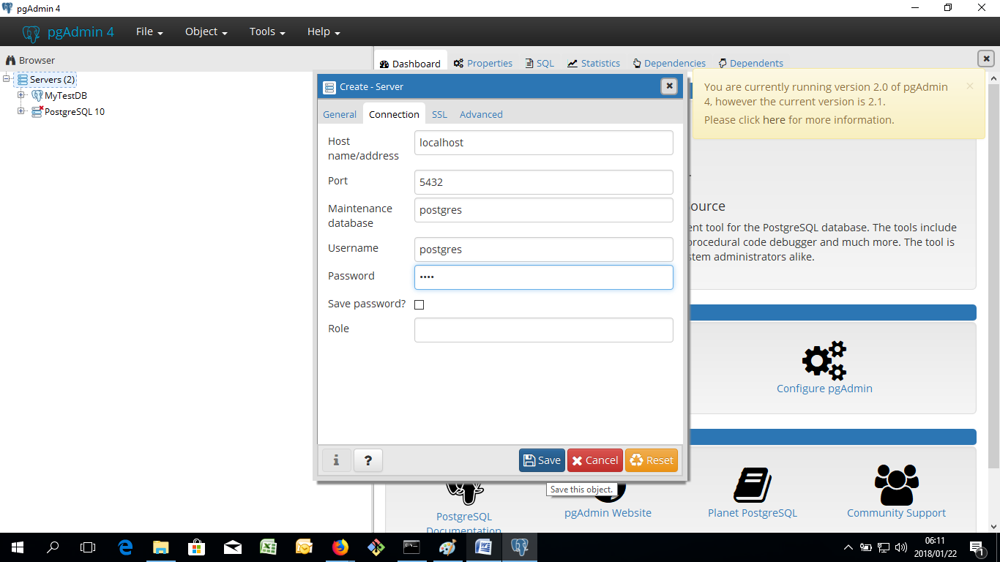 pgAdmin 4
pgAdmin 4
File
Object
Tools
Help
Browser
Servers (2)
MyTestDB
PostgreSQL 10
Dashboard
Properties
SQL
Statistics
Dependencies
Dependents
You are currently running version 2.0 of pgAdmin
4, however the current version is 2.1.
Please click here for more information.
Create - Server
General
Connection
SSL
Advanced
Host
name/address
localhost
Port
5432
Maintenance
database
postgres
Username
postgres
Password
••••
Save password?
Role
i
?
Save
Cancel
Reset
Save this object.
ource
ent tool for the PostgreSQL database. The tools include
procedural code debugger and much more. The tool is
stem administrators alike.
Configure pgAdmin
PostgreSQL
Documentation
pgAdmin Website
Planet PostgreSQL
Community Support
06:11
2018/01/22
1